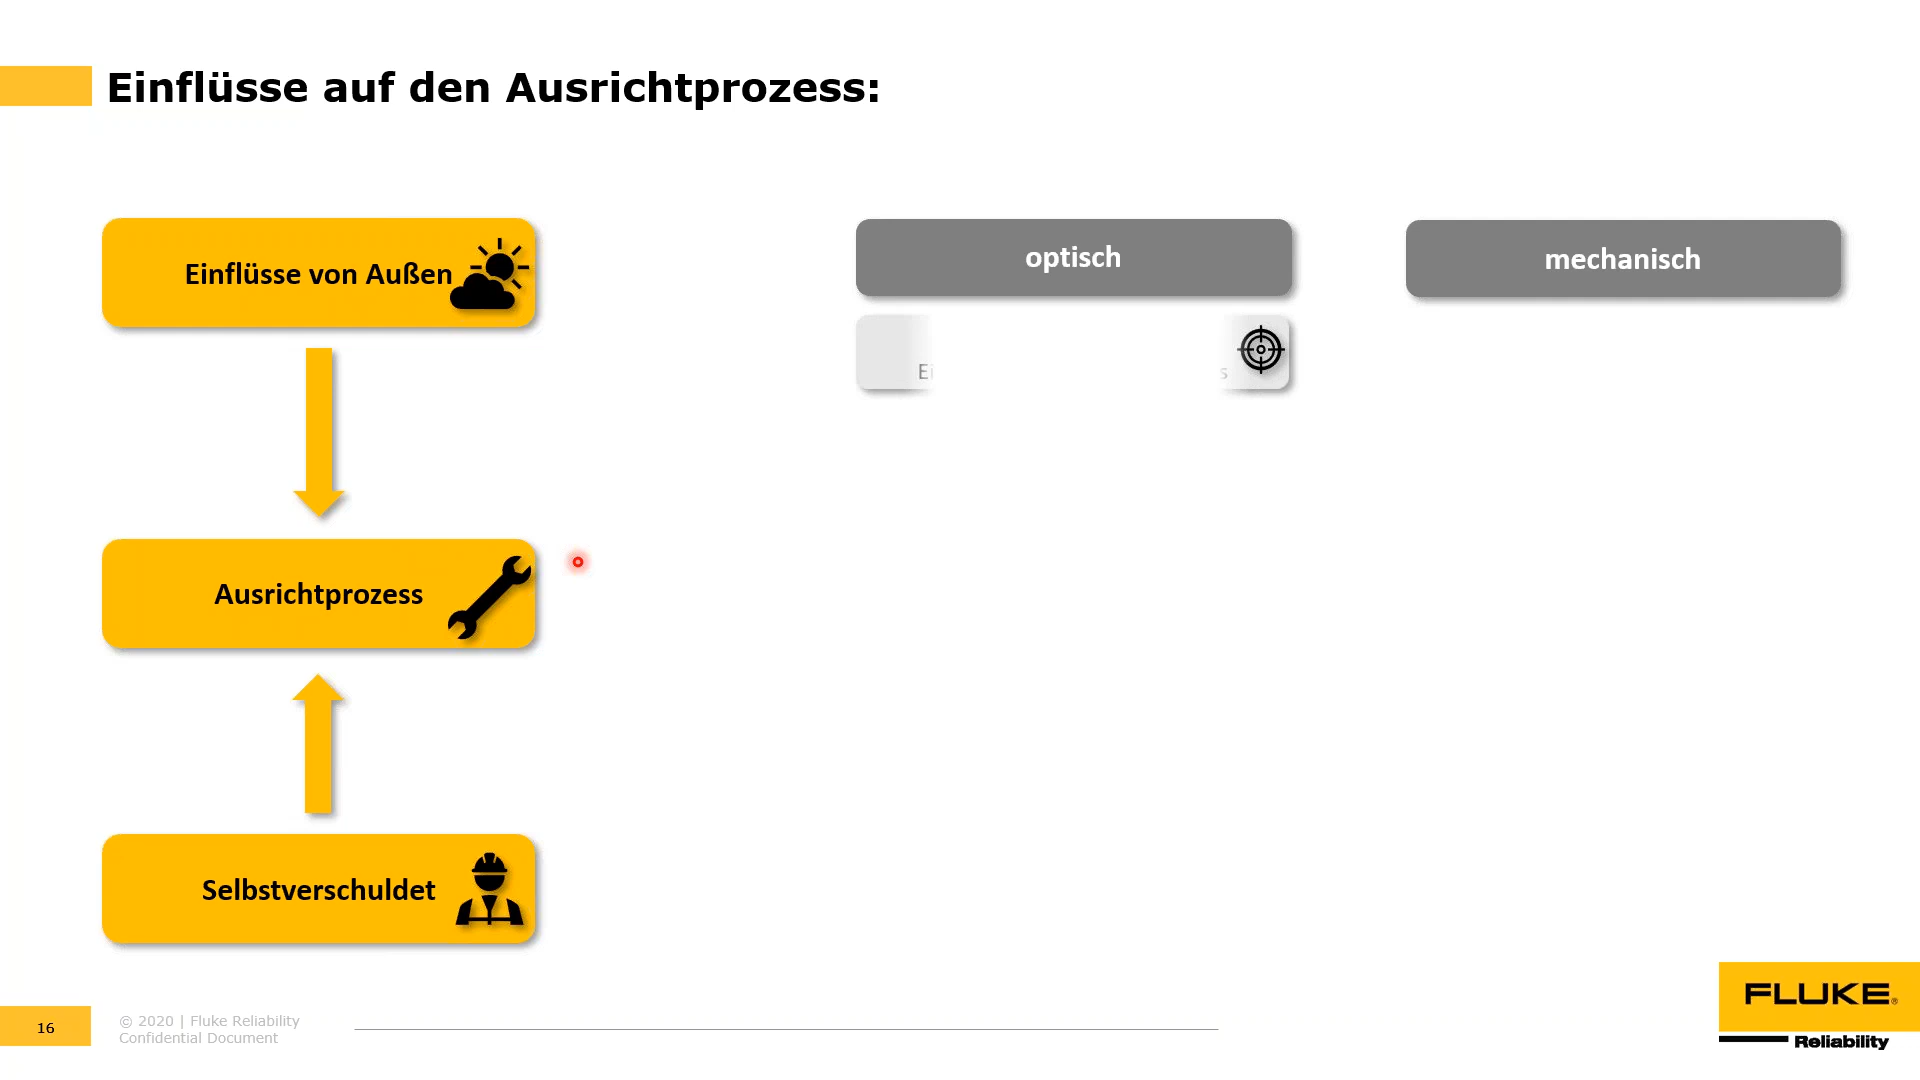 Einflüsse auf den Ausrichtprozess:
Einflüsse von Außen
optisch
mechanisch
Ausrichtprozess
Selbstverschuldet
16
© 2020 | Fluke Reliability
Confidential Document
FLUKE®
Reliability